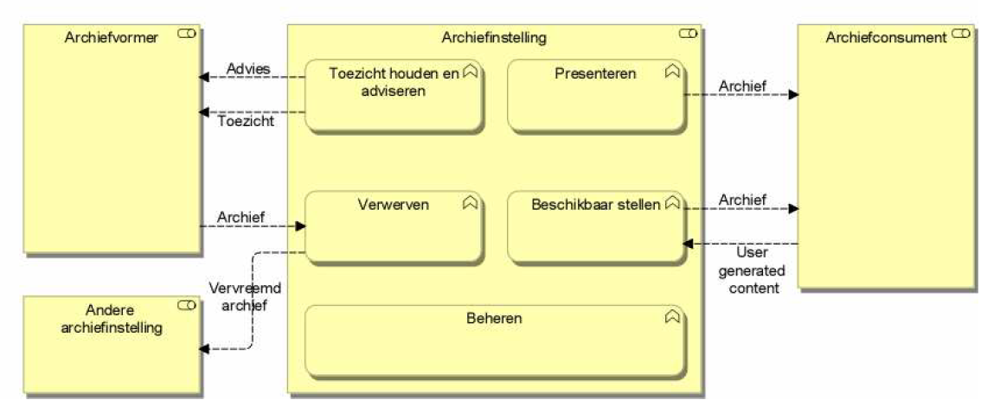 Archiefvormer
Archiefinstelling
Archiefconsument
Advies
Toezicht
Toezicht houden en
adviseren
Presenteren
Archief
Archief
Verwerven
Beschikbaar stellen
Archief
User
generated
content
Vervreemd
archief
Andere
archiefinstelling
Beheren